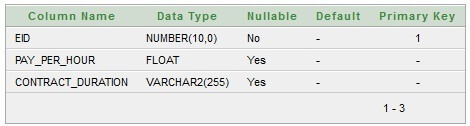 Column Name Data Type Nullable Default Primary Key
EID NUMBER(10,0) No - 1
PAY_PER_HOUR FLOAT Yes - -
CONTRACT_DURATION VARCHAR2(255) Yes - -
1 - 3